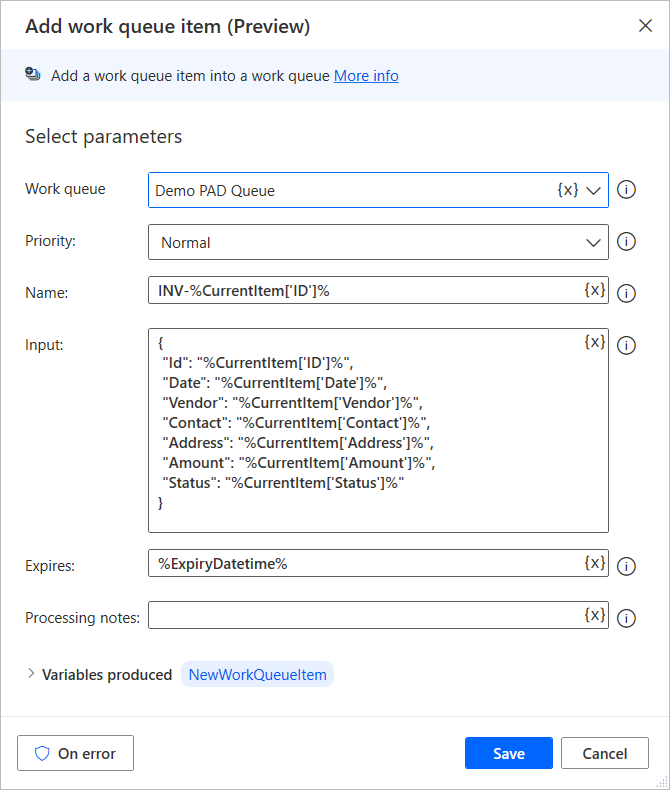 Add work queue item (Preview)
Add a work queue item into a work queue More info
Select parameters
Work queue
Demo PAD Queue {x}
Priority:
Normal
Name:
INV-%CurrentItem['ID']% {x}
Input:
{ {x}
"Id": "%CurrentItem['ID']%",
"Date": "%CurrentItem['Date']%",
"Vendor": "%CurrentItem['Vendor']%",
"Contact": "%CurrentItem['Contact']%",
"Address": "%CurrentItem['Address']%",
"Amount": "%CurrentItem['Amount']%",
"Status": "%CurrentItem['Status']%"
}
Expires:
%ExpiryDatetime% {x}
Processing notes:
{x}
Variables produced NewWorkQueueItem
On error
Save
Cancel